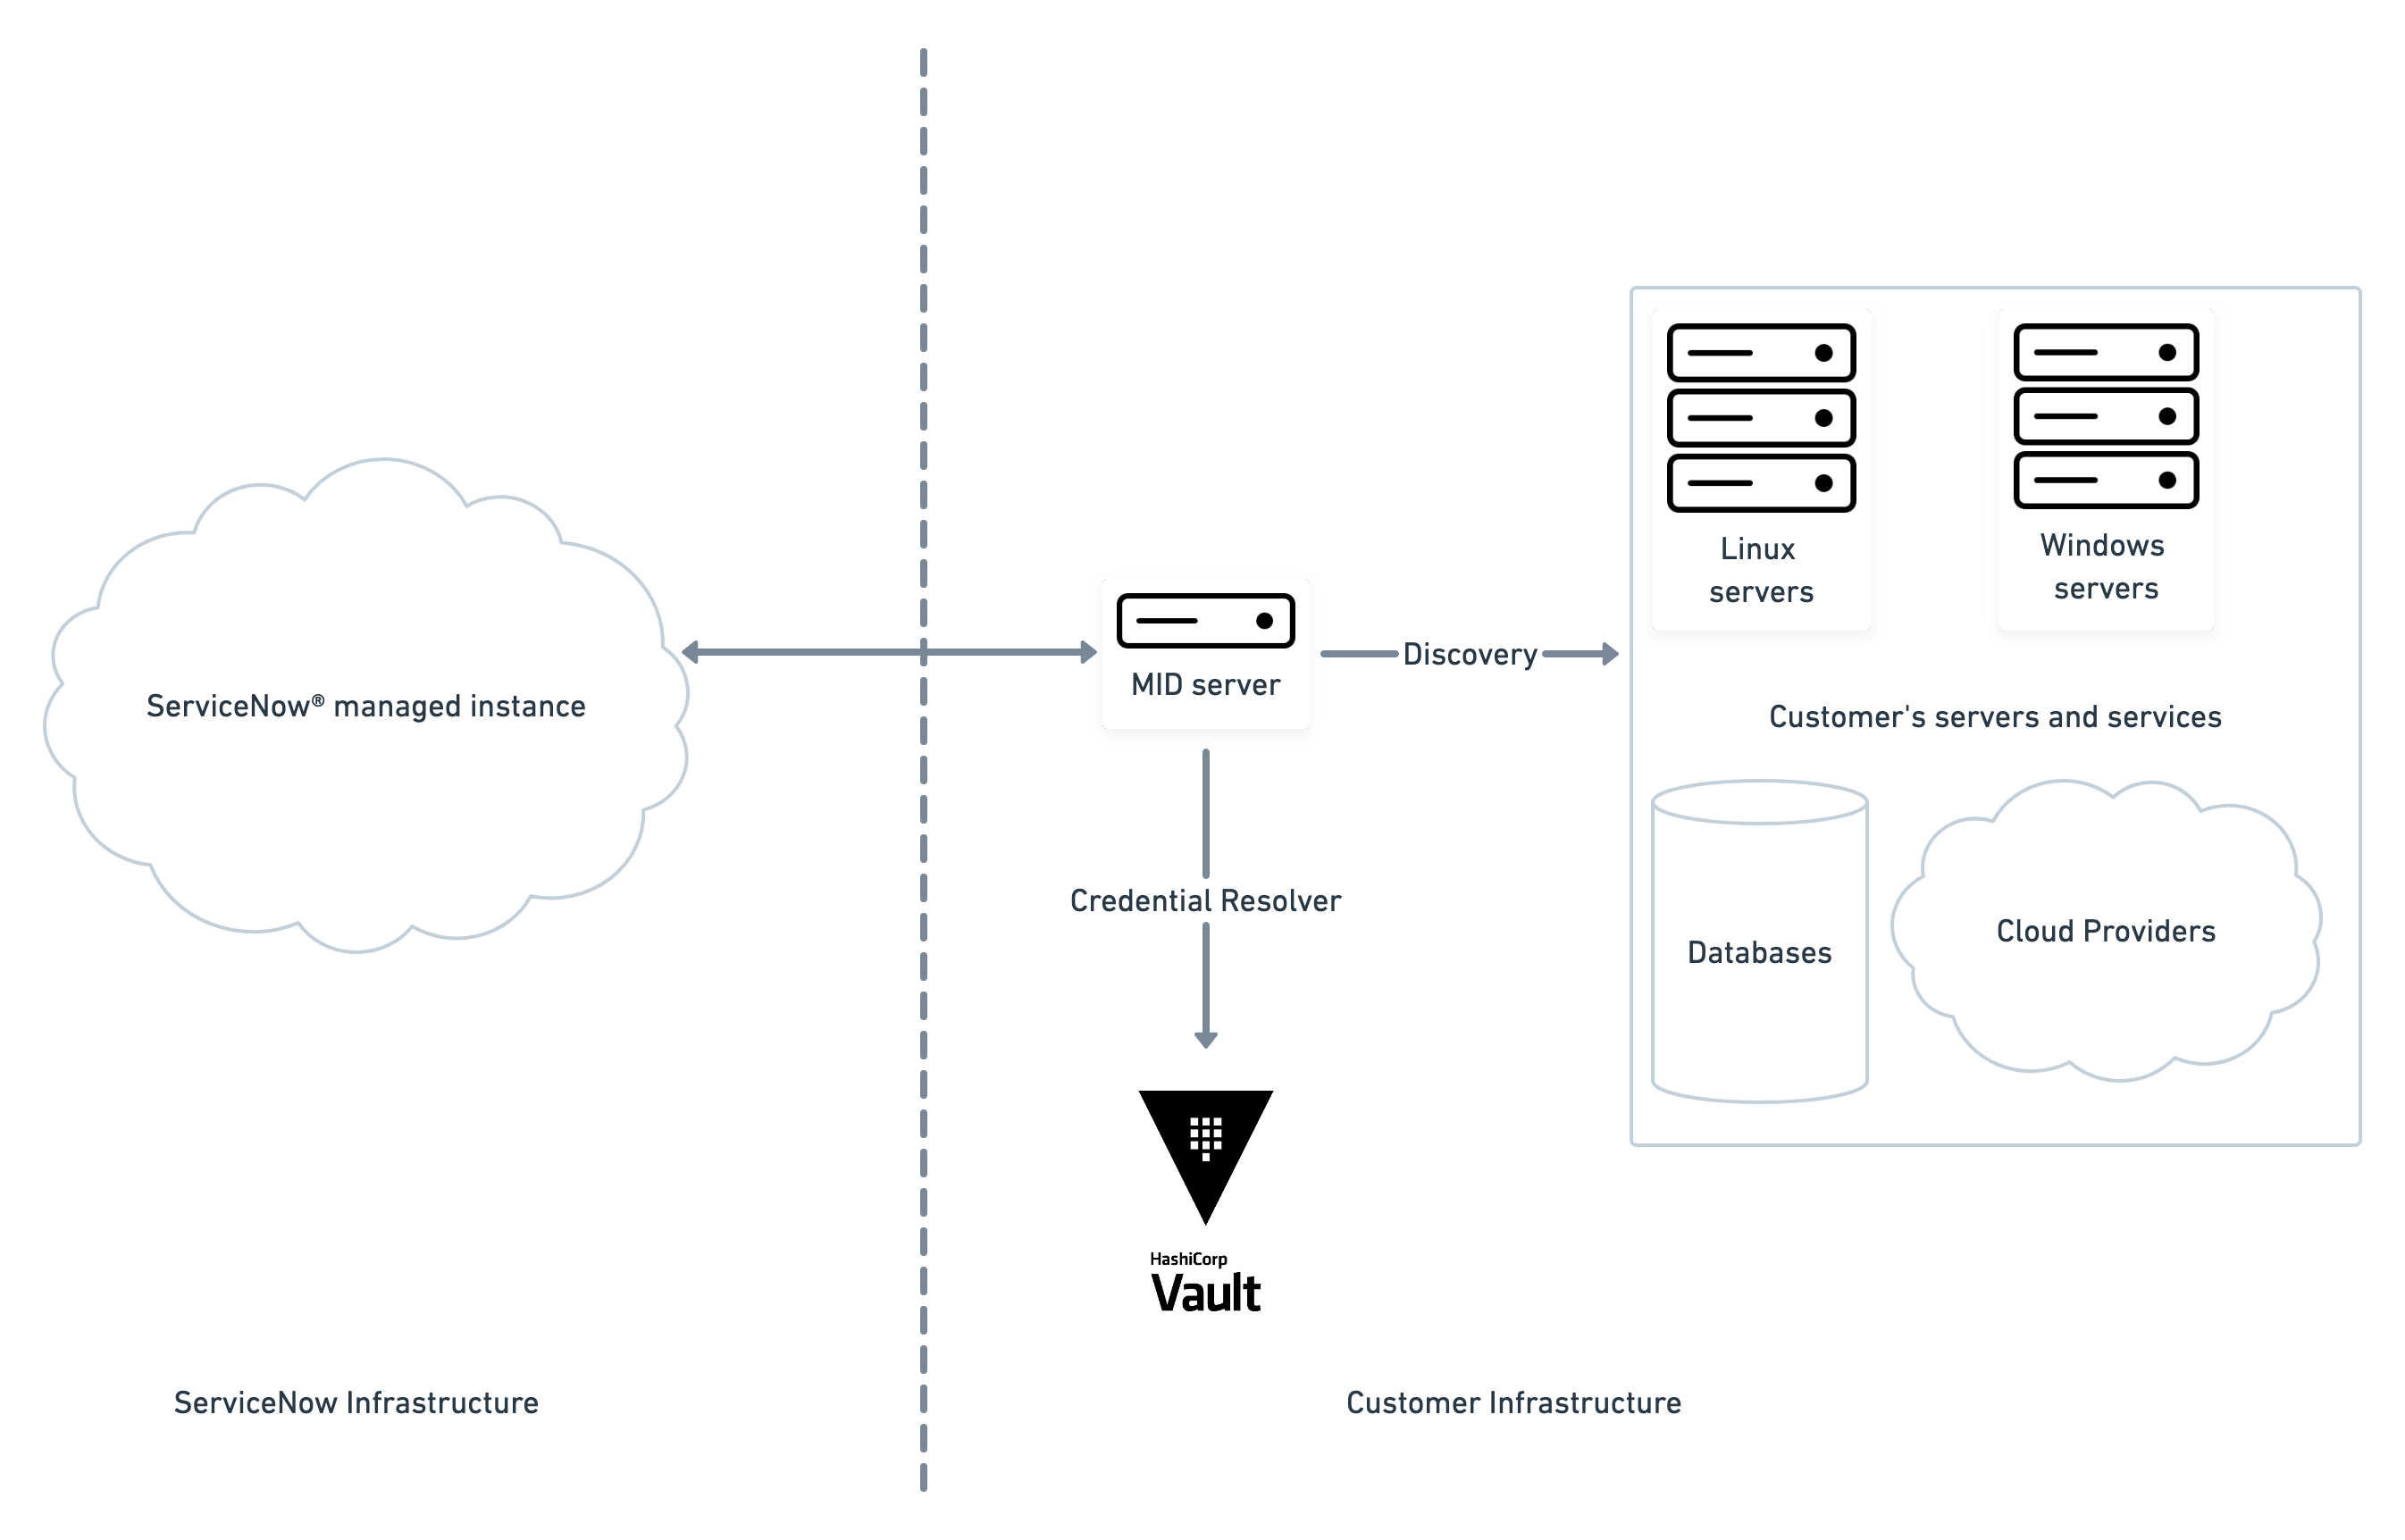 Linux
servers
Windows
servers
MID server
Discovery
ServiceNow® managed instance
Customer's servers and services
Credential Resolver
Databases
Cloud Providers
HashiCorp
Vault
ServiceNow Infrastructure
Customer Infrastructure